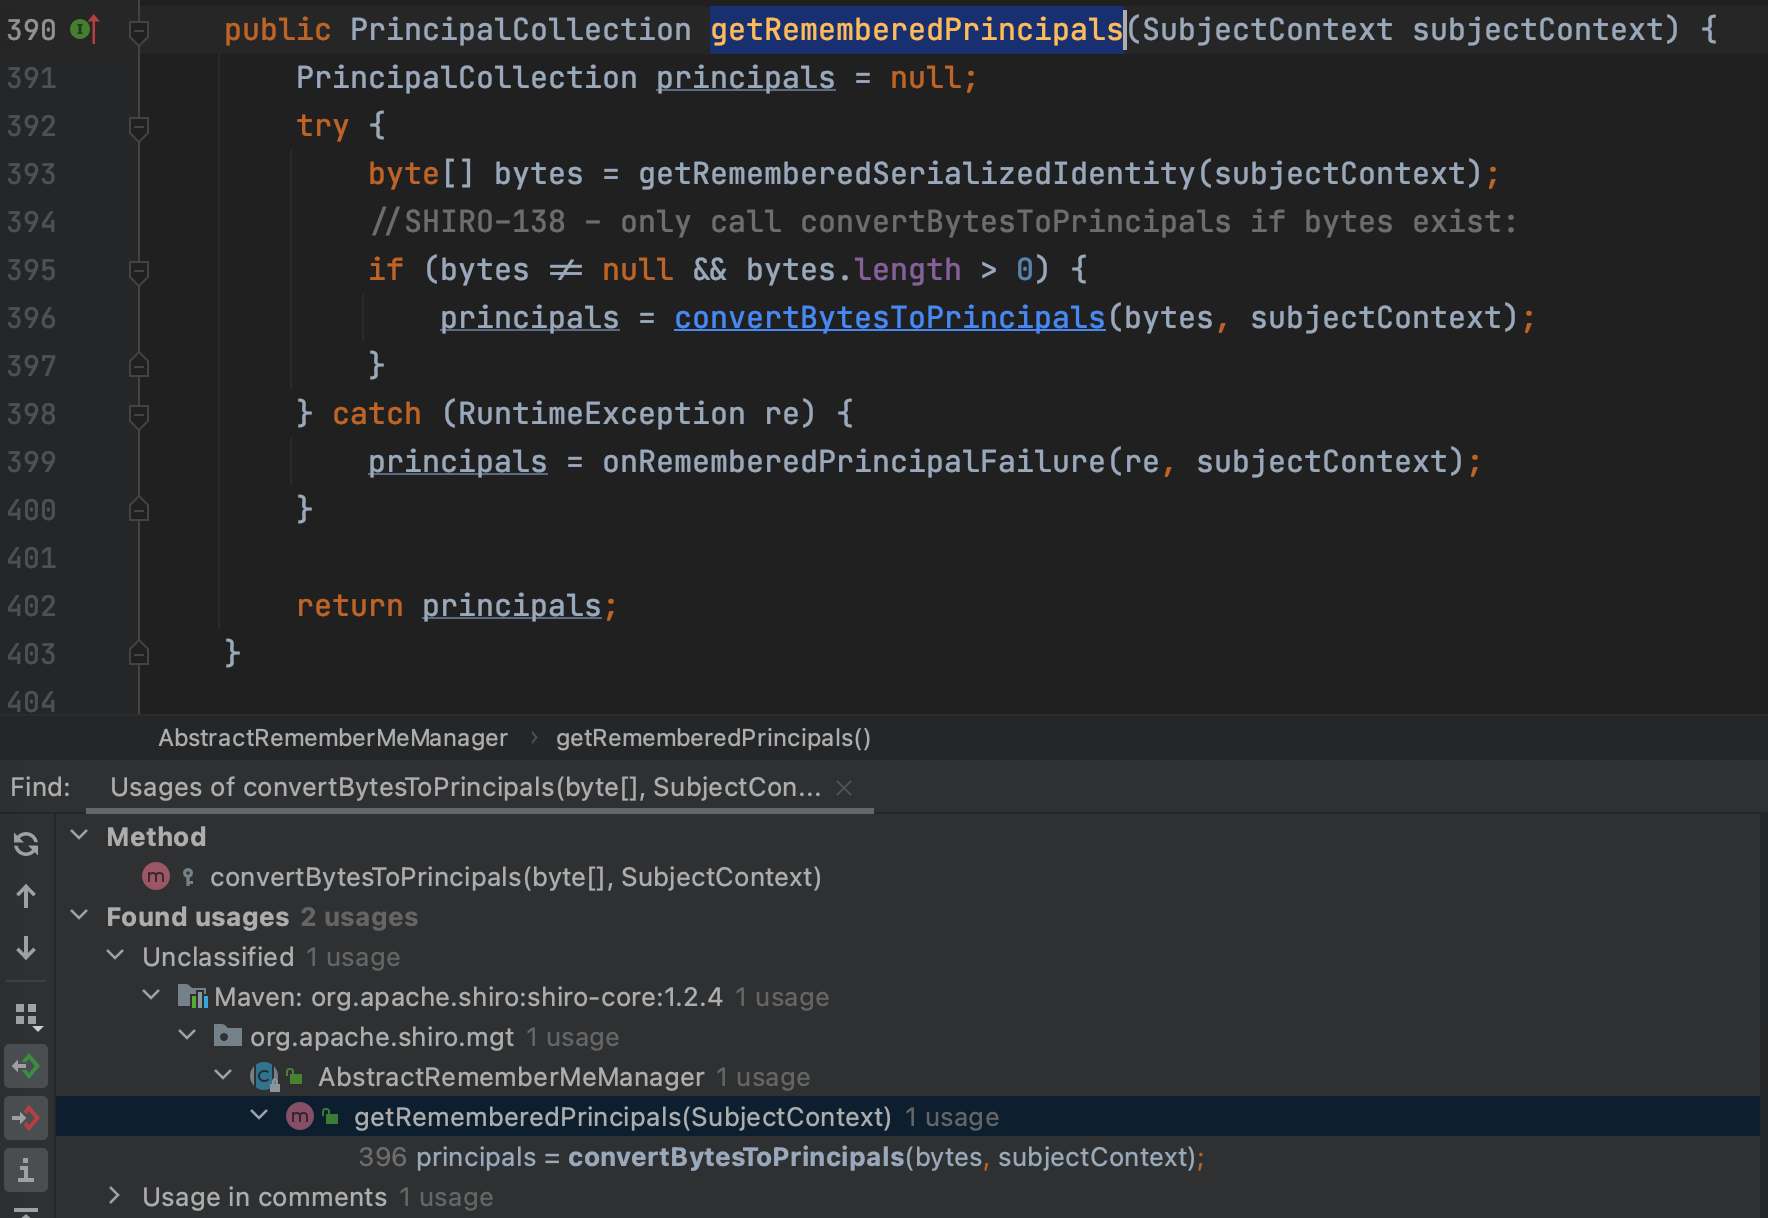 390 public PrincipalCollection getRememberedPrincipals(SubjectContext subjectContext) {
391 PrincipalCollection principals = null;
392 try {
393 byte[] bytes = getRememberedSerializedIdentity(subjectContext);
394 //SHIRO-138 - only call convertBytesToPrincipals if bytes exist:
395 if (bytes ≠ null && bytes.length > 0) {
396 principals = convertBytesToPrincipals(bytes, subjectContext);
397 }
398 } catch (RuntimeException re) {
399 principals = onRememberedPrincipalFailure(re, subjectContext);
400 }
401
402 return principals;
403 }
404
AbstractRememberMeManager › getRememberedPrincipals()
Find: Usages of convertBytesToPrincipals(byte[], SubjectCon... ×
Method
m convertBytesToPrincipals(byte[], SubjectContext)
Found usages 2 usages
Unclassified 1 usage
Maven: org.apache.shiro:shiro-core:1.2.4 1 usage
org.apache.shiro.mgt 1 usage
C AbstractRememberMeManager 1 usage
m getRememberedPrincipals(SubjectContext) 1 usage
396 principals = convertBytesToPrincipals(bytes, subjectContext);
Usage in comments 1 usage